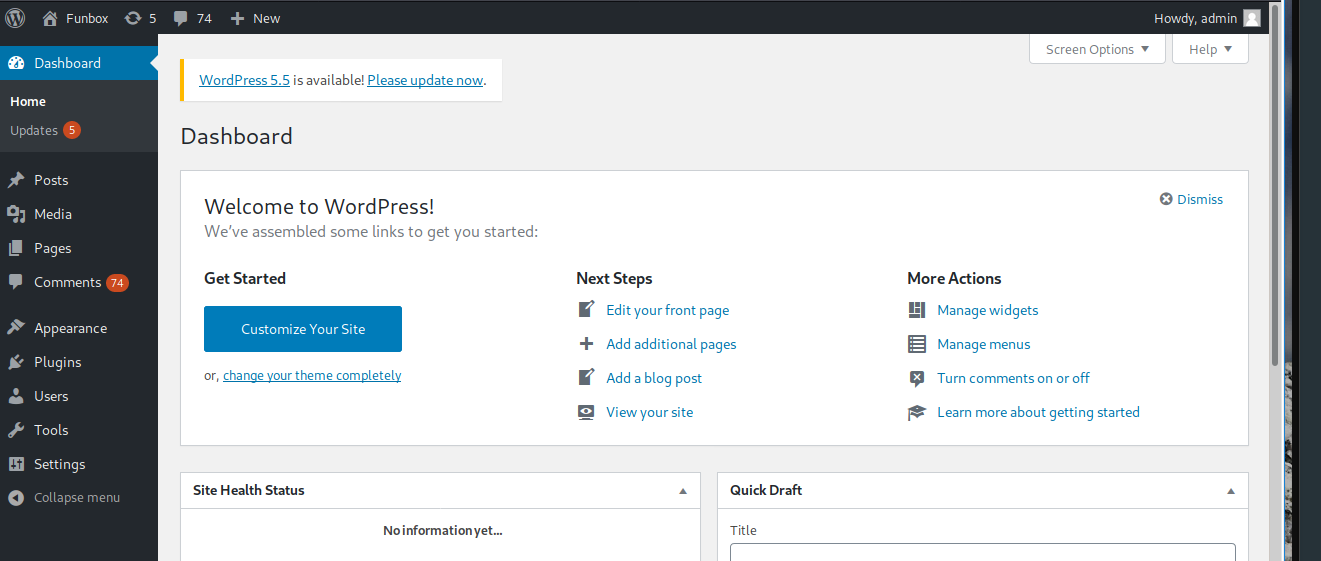 Funbox 5 74 New Howdy, admin
Screen Options Help
Dashboard
Home
Updates 5
Posts
Media
Pages
Comments 74
Appearance
Plugins
Users
Tools
Settings
Collapse menu
WordPress 5.5 is available! Please update now.
Dashboard
Welcome to WordPress!
Dismiss
We've assembled some links to get you started:
Get Started
Customize Your Site
or, change your theme completely
Next Steps
Edit your front page
Add additional pages
Add a blog post
View your site
More Actions
Manage widgets
Manage menus
Turn comments on or off
Learn more about getting started
Site Health Status
No information yet...
Quick Draft
Title